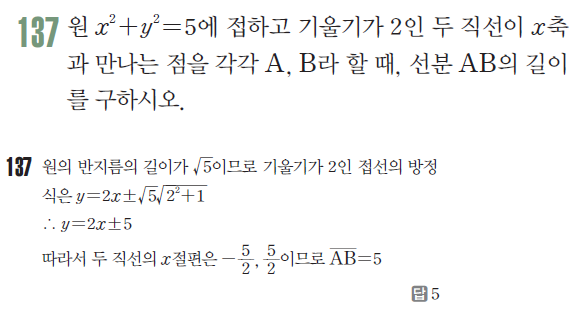 137 원 x²+y²=5에 접하고 기울기가 2인 두 직선이 x축
과 만나는 점을 각각 A, B라 할 때, 선분 AB의 길이
를 구하시오.
137 원의 반지름의 길이가 √5이므로 기울기가 2인 접선의 방정
식은 y=2x±√5√(2²+1)
∴ y=2x±5
따라서 두 직선의 x절편은 -5/2, 5/2이므로 A̅B̅=5
답 5